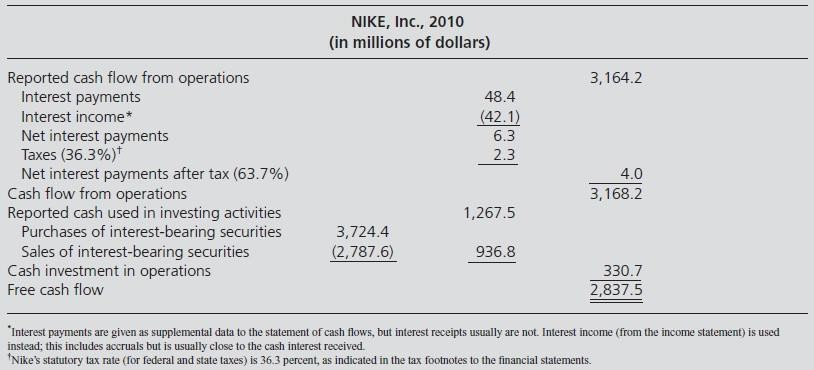 NIKE, Inc., 2010
(in millions of dollars)
Reported cash flow from operations 3,164.2
Interest payments 48.4
Interest income* (42.1)
Net interest payments 6.3
Taxes (36.3%)† 2.3
Net interest payments after tax (63.7%) 4.0
Cash flow from operations 3,168.2
Reported cash used in investing activities 1,267.5
Purchases of interest-bearing securities 3,724.4
Sales of interest-bearing securities (2,787.6) 936.8
Cash investment in operations 330.7
Free cash flow 2,837.5
*Interest payments are given as supplemental data to the statement of cash flows, but interest receipts usually are not. Interest income (from the income statement) is used
instead; this includes accruals but is usually close to the cash interest received.
†Nike's statutory tax rate (for federal and state taxes) is 36.3 percent, as indicated in the tax footnotes to the financial statements.